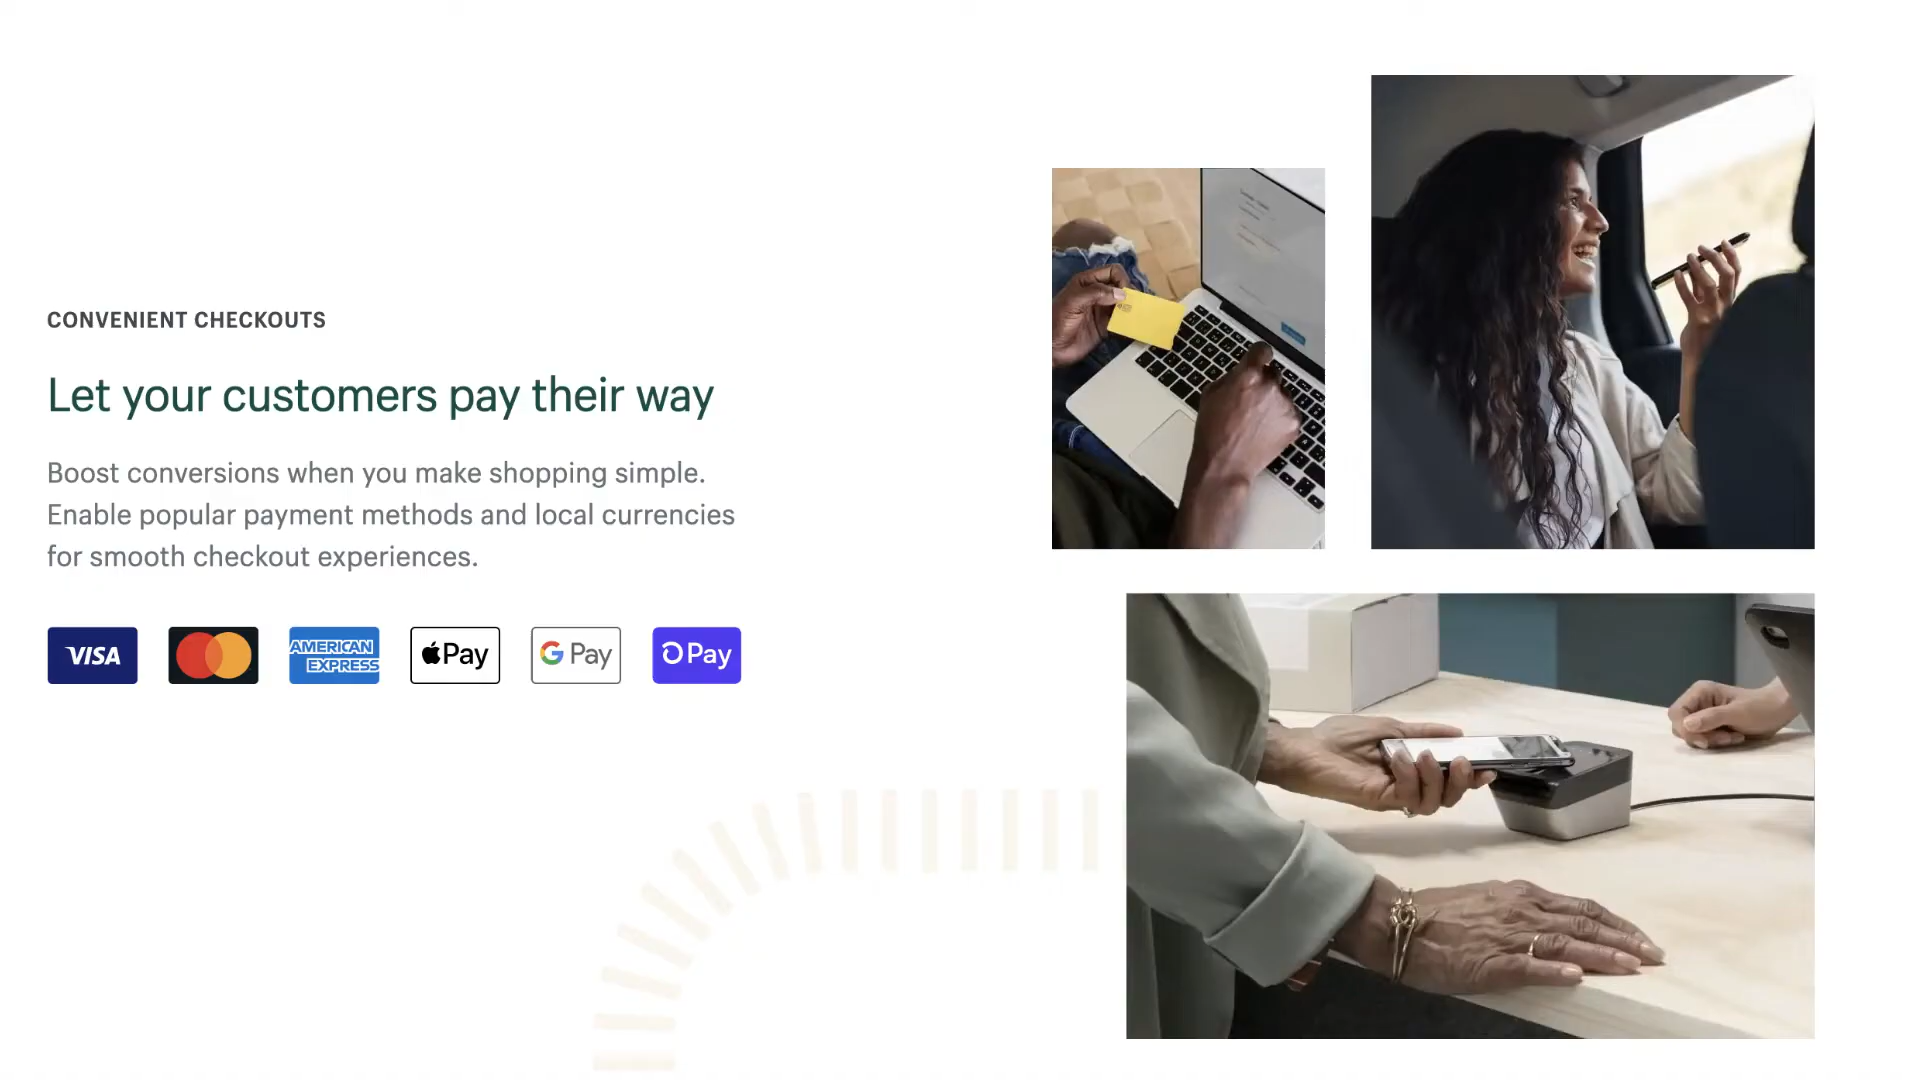 CONVENIENT CHECKOUTS
Let your customers pay their way
Boost conversions when you make shopping simple.
Enable popular payment methods and local currencies
for smooth checkout experiences.
VISA
AMERICAN
EXPRESS
Pay
G Pay
Pay